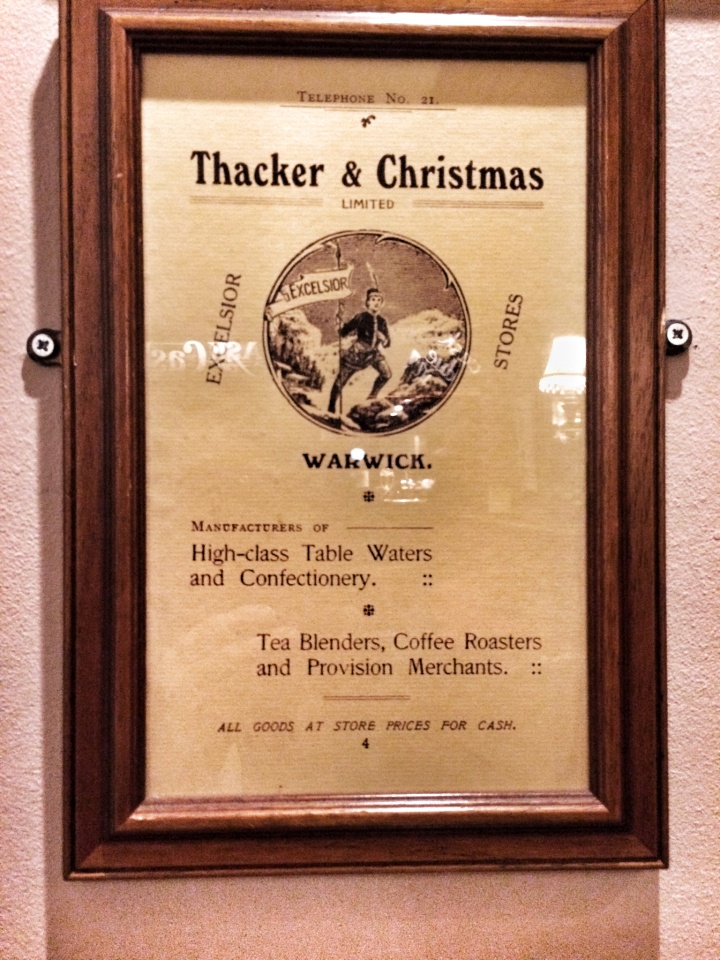 TELEPHONE NO. 21.
Thacker & Christmas
LIMITED
EXCELSIOR
EXCELSIOR
STORES
WARWICK.
MANUFACTURERS OF
High-class Table Waters
and Confectionery. ::
Tea Blenders, Coffee Roasters
and Provision Merchants. ::
ALL GOODS AT STORE PRICES FOR CASH.
4